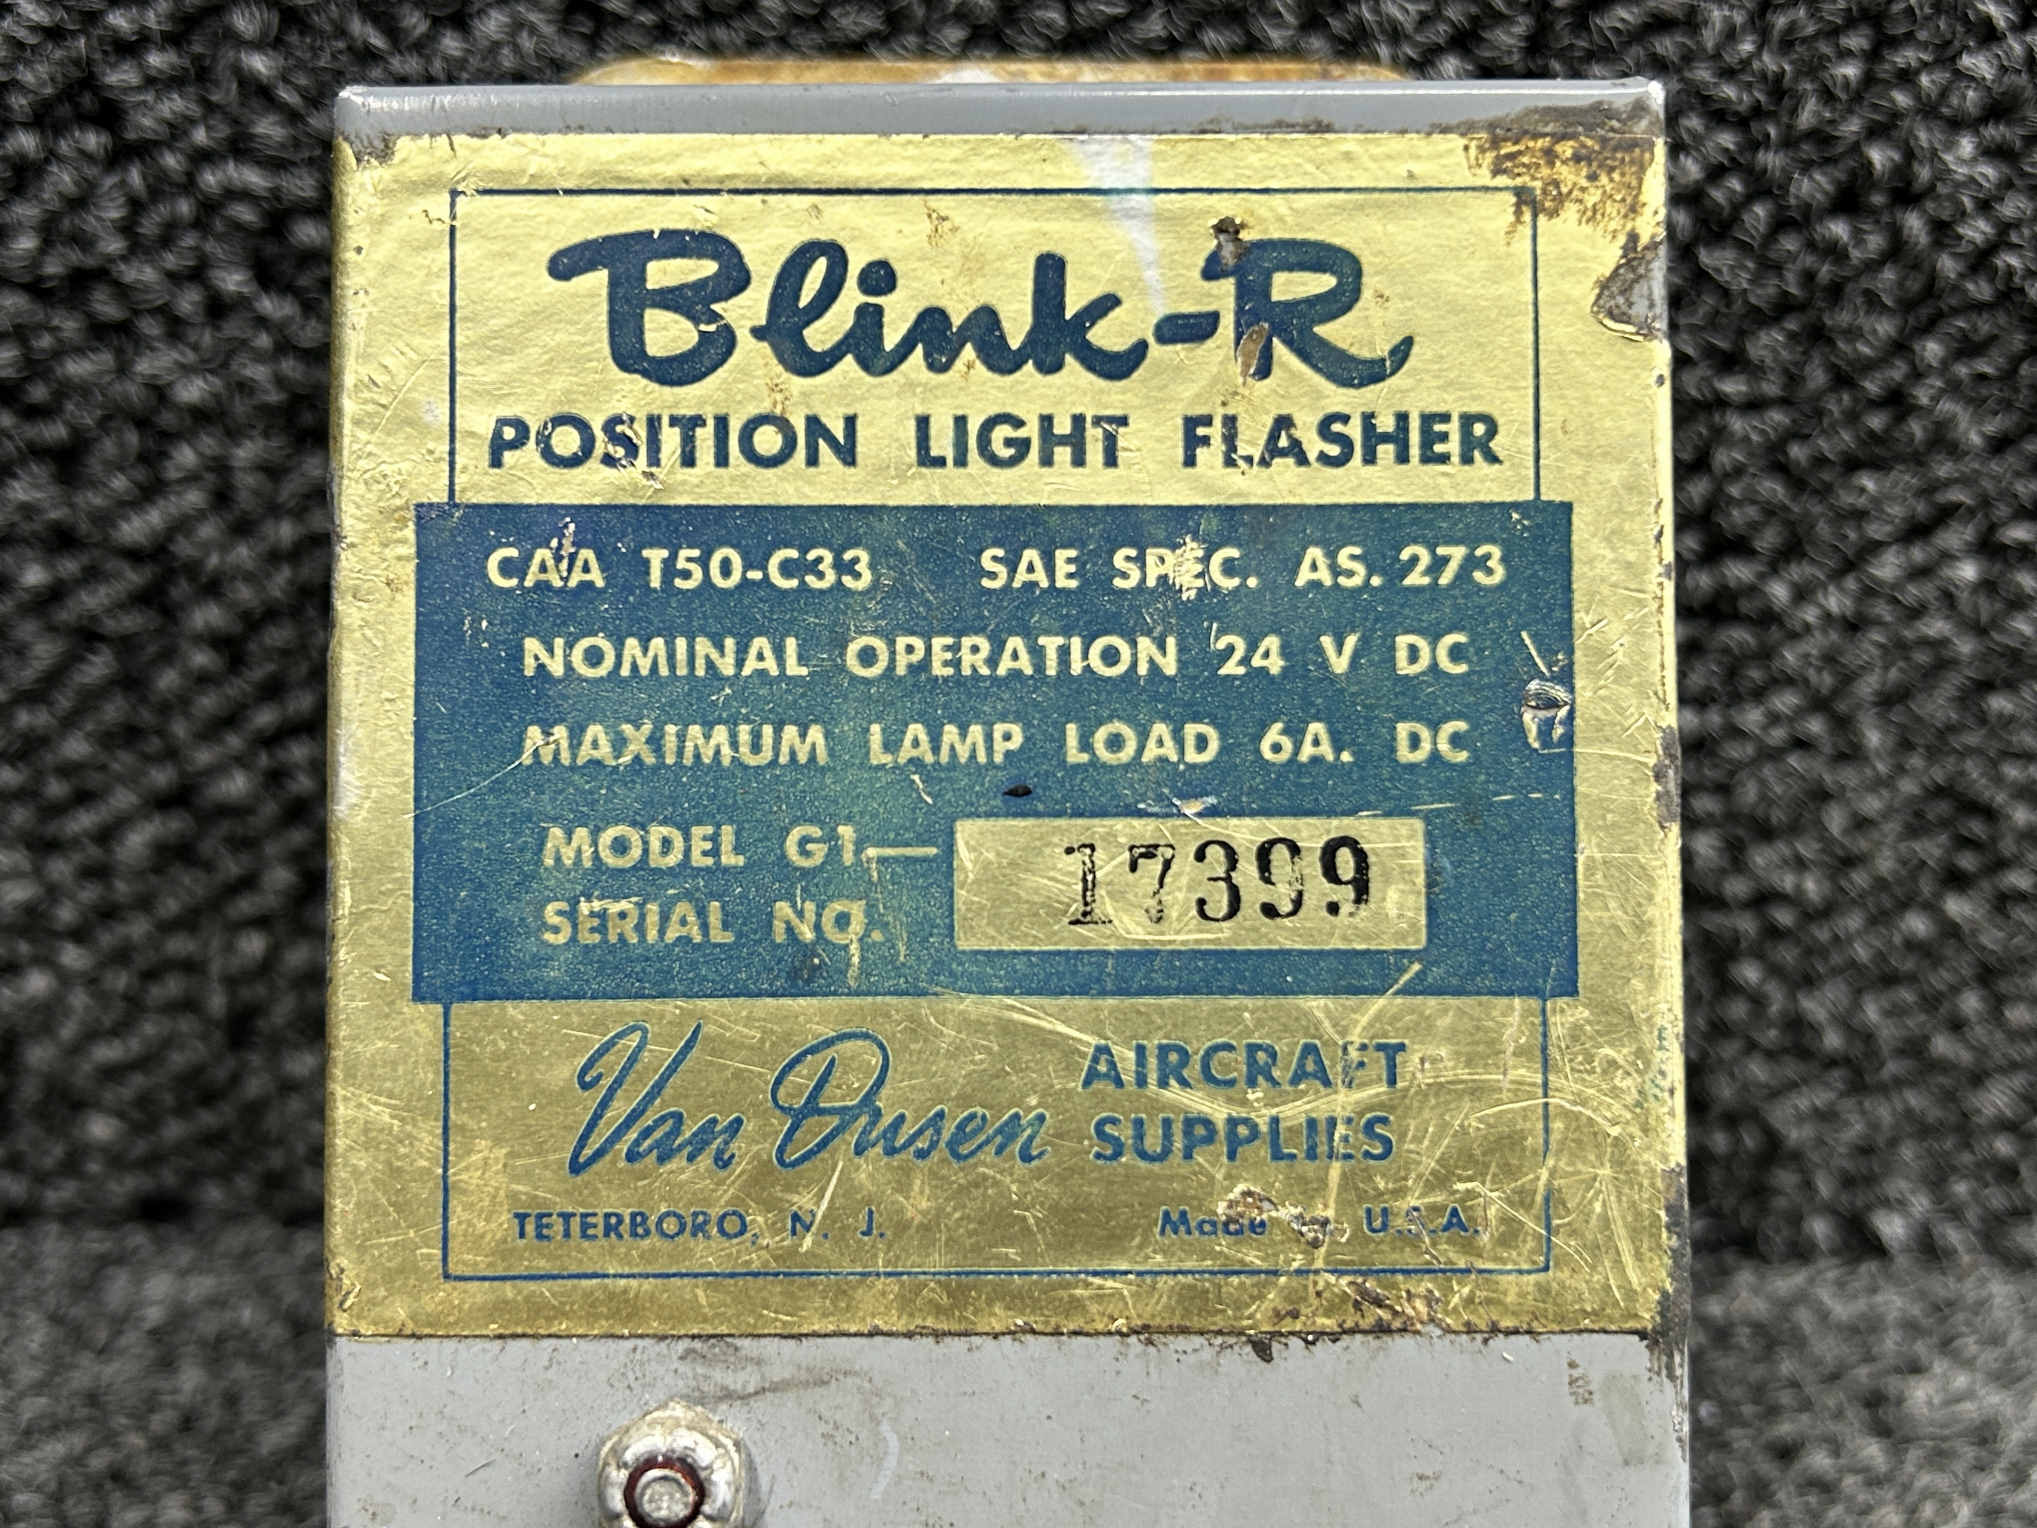 Blink-R
POSITION LIGHT FLASHER
CAA T50-C33 SAE SPEC. AS. 273
NOMINAL OPERATION 24 V DC
MAXIMUM LAMP LOAD 6A. DC
MODEL G1—
SERIAL NO. 17399
Van Dusen AIRCRAFT SUPPLIES
TETERBORO, N. J. Made U.S.A.